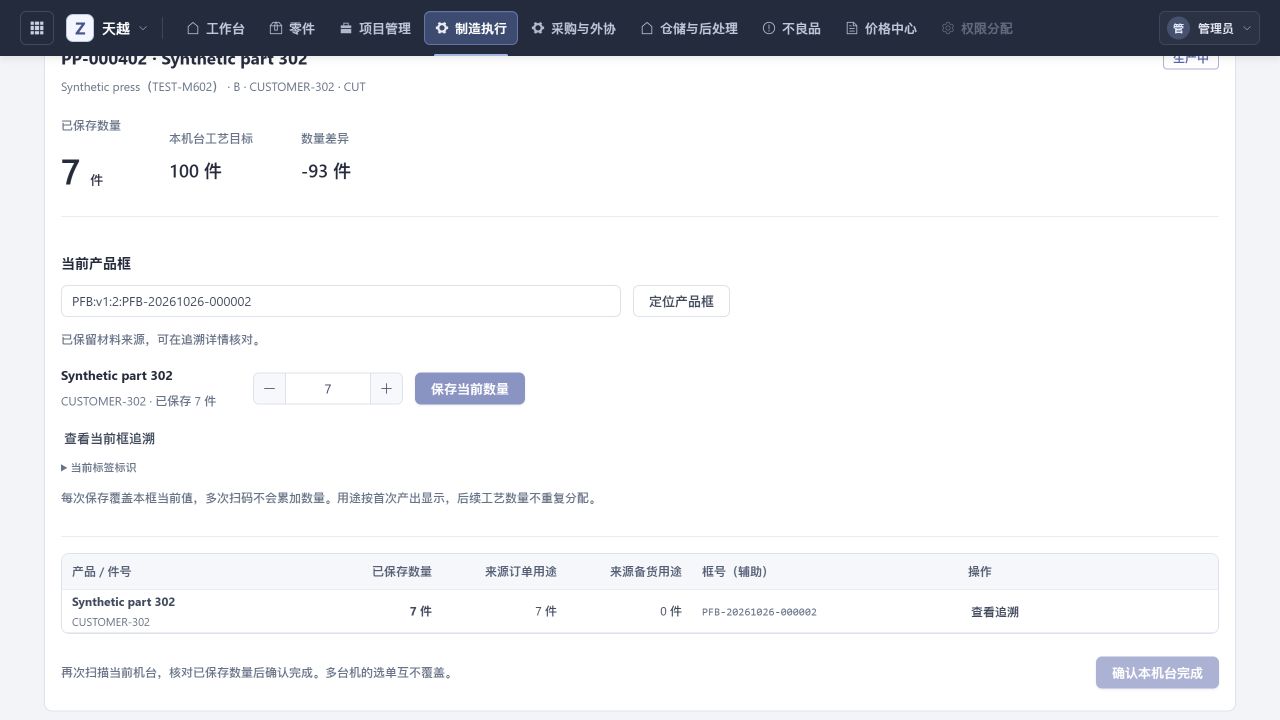 Z 天越 工作台 零件 项目管理 制造执行 采购与外协 仓储与后处理 不良品 价格中心 权限分配 管 管理员
PP-000402 · Synthetic part 302 生产中
Synthetic press（TEST-M602） · B · CUSTOMER-302 · CUT
已保存数量 本机台工艺目标 数量差异
7 件 100 件 -93 件
当前产品框
PFB:v1:2:PFB-20261026-000002 定位产品框
已保留材料来源，可在追溯详情核对。
Synthetic part 302
CUSTOMER-302 · 已保存 7 件
7 保存当前数量
查看当前框追溯
当前标签标识
每次保存覆盖本框当前值，多次扫码不会累加数量。用途按首次产出显示，后续工艺数量不重复分配。
产品 / 件号 已保存数量 来源订单用途 来源备货用途 框号（辅助） 操作
Synthetic part 302
CUSTOMER-302
7 件 7 件 0 件 PFB-20261026-000002 查看追溯
再次扫描当前机台，核对已保存数量后确认完成。多台机的选单互不覆盖。 确认本机台完成